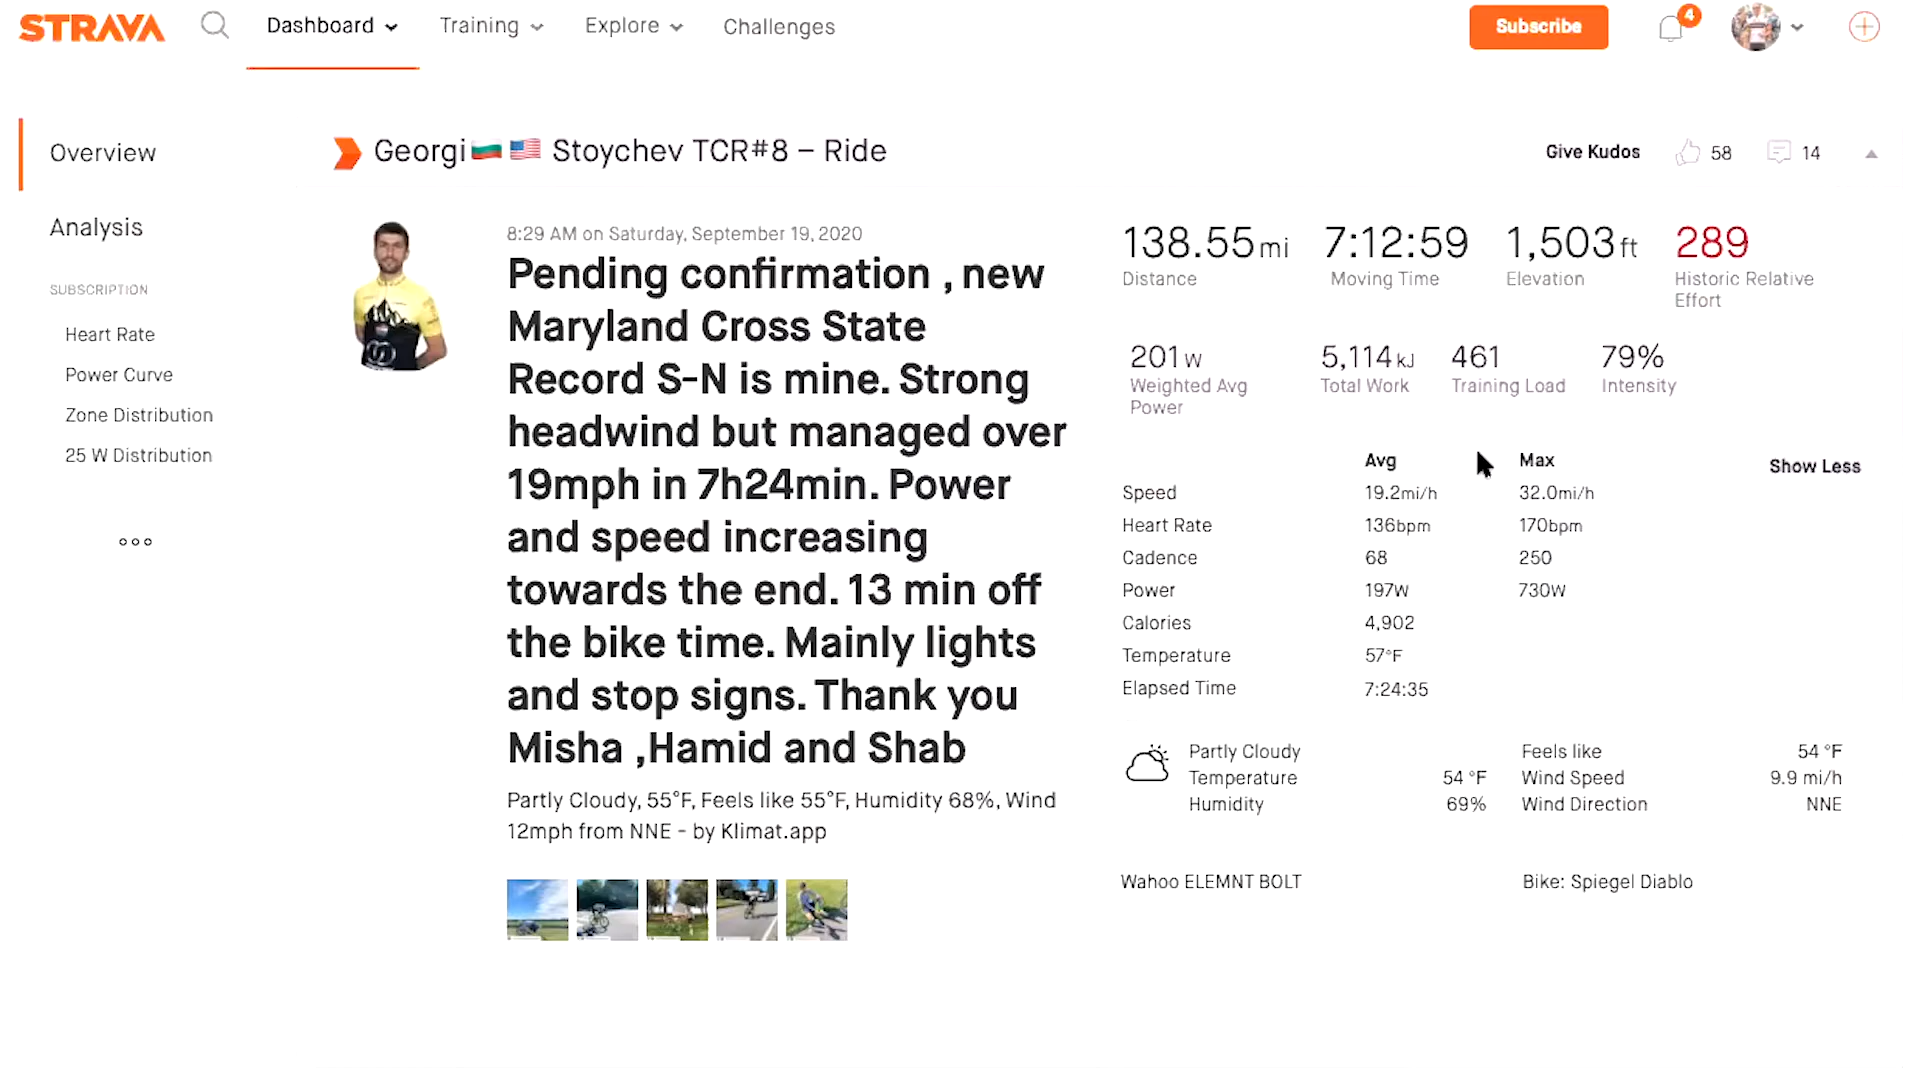 STRAVA
Dashboard
Training
Explore
Challenges
Subscribe
4
Overview
Analysis
SUBSCRIPTION
Heart Rate
Power Curve
Zone Distribution
25 W Distribution
Georgi🇧🇬🇺🇸 Stoychev TCR#8 – Ride
Give Kudos
58
14
8:29 AM on Saturday, September 19, 2020
Pending confirmation , new
Maryland Cross State
Record S-N is mine. Strong
headwind but managed over
19mph in 7h24min. Power
and speed increasing
towards the end. 13 min off
the bike time. Mainly lights
and stop signs. Thank you
Misha ,Hamid and Shab
Partly Cloudy, 55°F, Feels like 55°F, Humidity 68%, Wind
12mph from NNE - by Klimat.app
138.55mi
Distance
7:12:59
Moving Time
1,503ft
Elevation
289
Historic Relative
Effort
201W
Weighted Avg
Power
5,114kJ
Total Work
461
Training Load
79%
Intensity
Avg Max
Show Less
Speed 19.2mi/h 32.0mi/h
Heart Rate 136bpm 170bpm
Cadence 68 250
Power 197W 730W
Calories 4,902
Temperature 57°F
Elapsed Time 7:24:35
Partly Cloudy
Temperature 54 °F
Humidity 69%
Feels like 54 °F
Wind Speed 9.9 mi/h
Wind Direction NNE
Wahoo ELEMNT BOLT
Bike: Spiegel Diablo